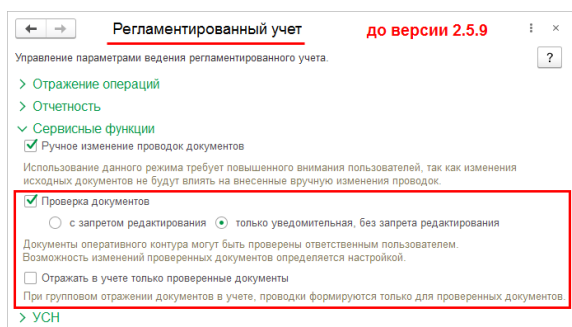 Регламентированный учет до версии 2.5.9
Управление параметрами ведения регламентированного учета. ?
Отражение операций
Отчетность
Сервисные функции
Ручное изменение проводок документов
Использование данного режима требует повышенного внимания пользователей, так как изменения
исходных документов не будут влиять на внесенные вручную изменения проводок.
Проверка документов
с запретом редактирования только уведомительная, без запрета редактирования
Документы оперативного контура могут быть проверены ответственным пользователем.
Возможность изменений проверенных документов определяется настройкой.
Отражать в учете только проверенные документы
При групповом отражении документов в учете, проводки формируются только для проверенных документов.
УСН